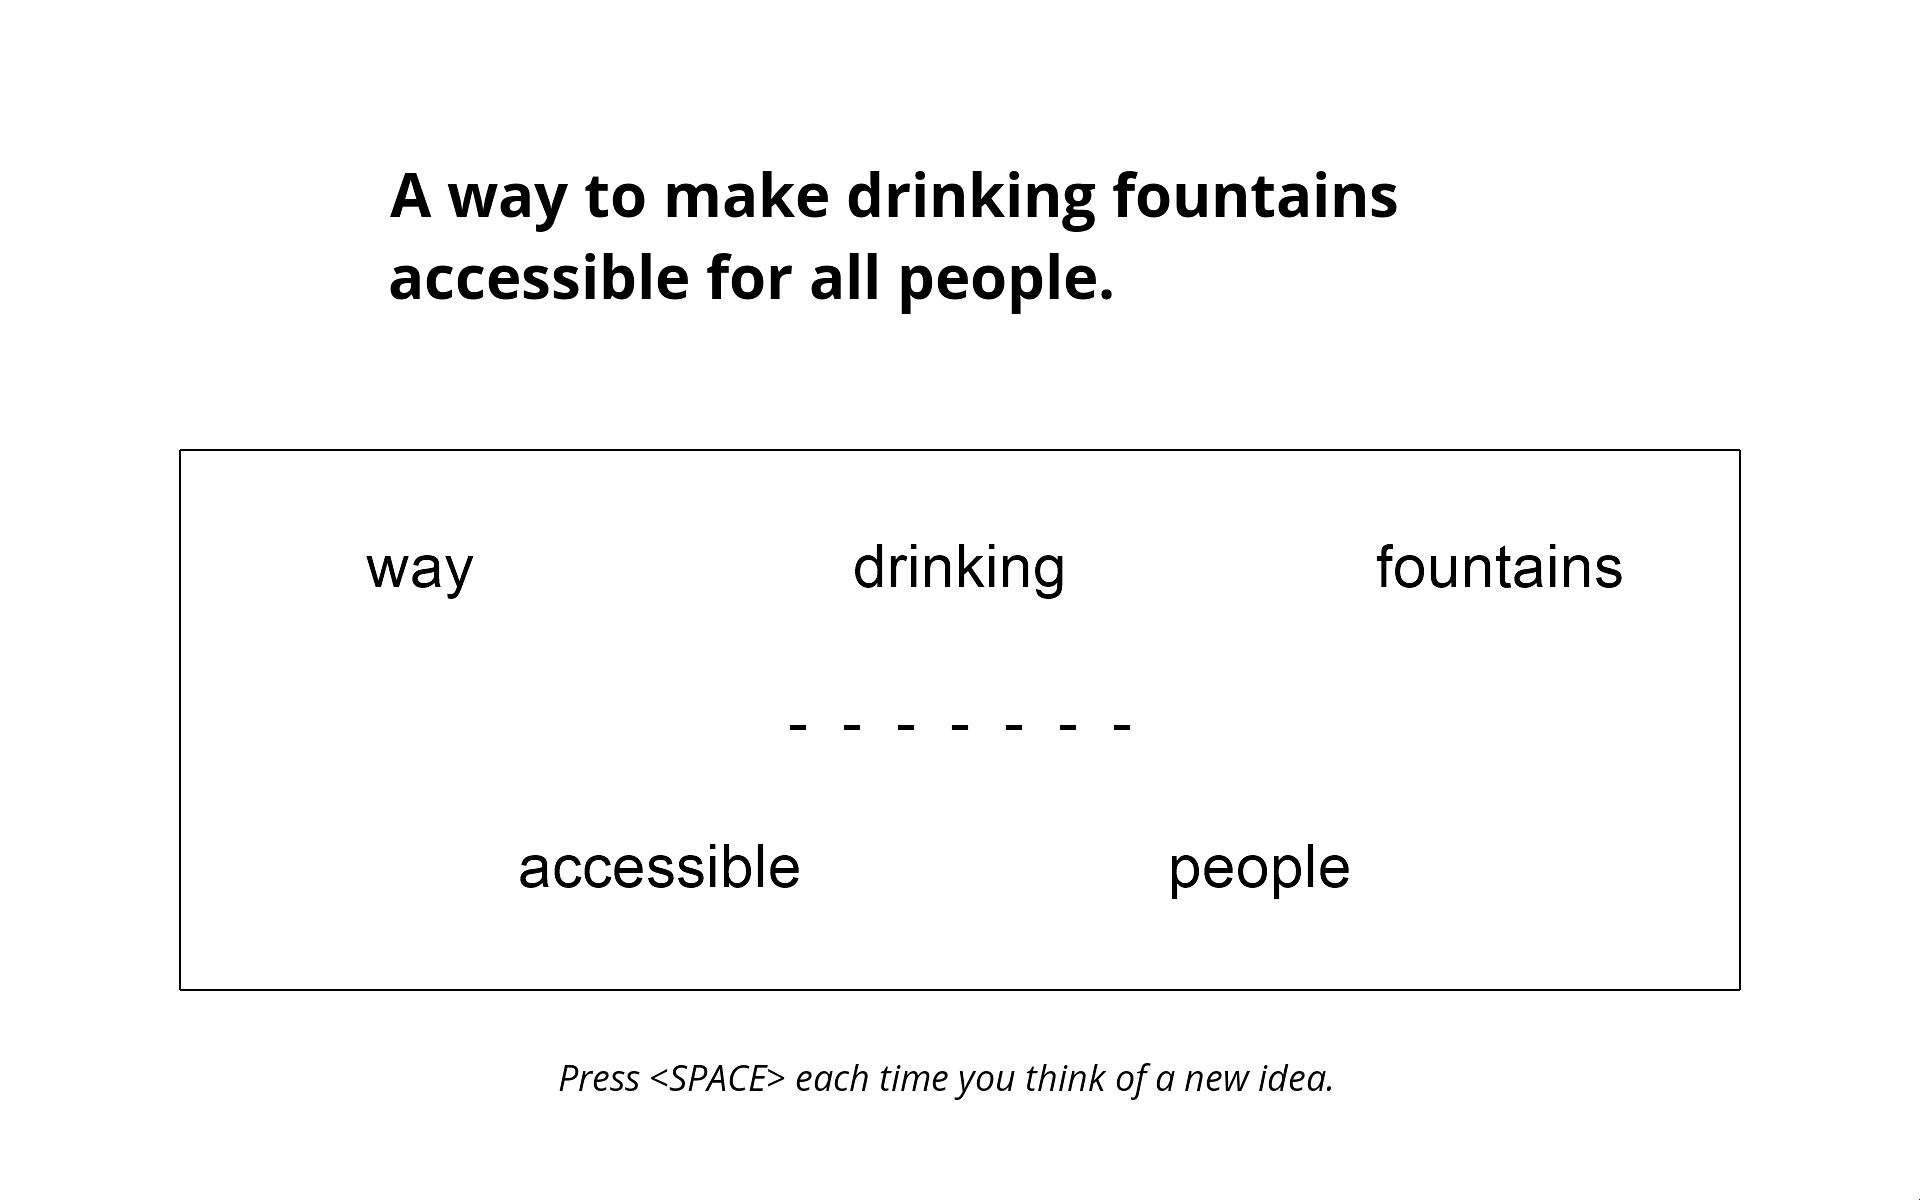 A way to make drinking fountains
accessible for all people.
way drinking fountains
- - - - - - -
accessible people
Press <SPACE> each time you think of a new idea.